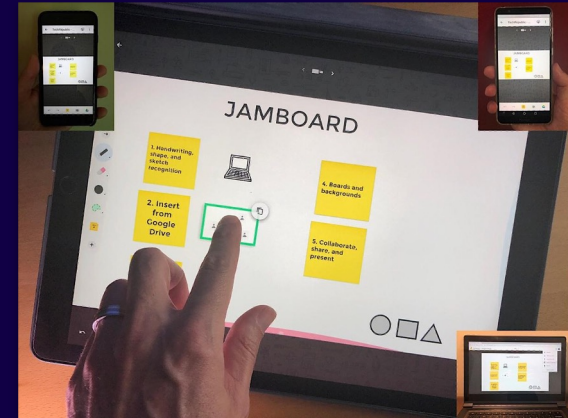 JAMBOARD
1. Handwriting,
shape, and
sketch
recognition
2. Insert
from
Google
Drive
4. Boards and
backgrounds
5. Collaborate,
share, and
present